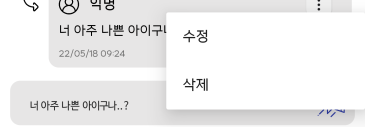 익명
너 아주 나쁜 아이구
수정
22/05/18 09:24
삭제
너 아주 나쁜 아이구나..?